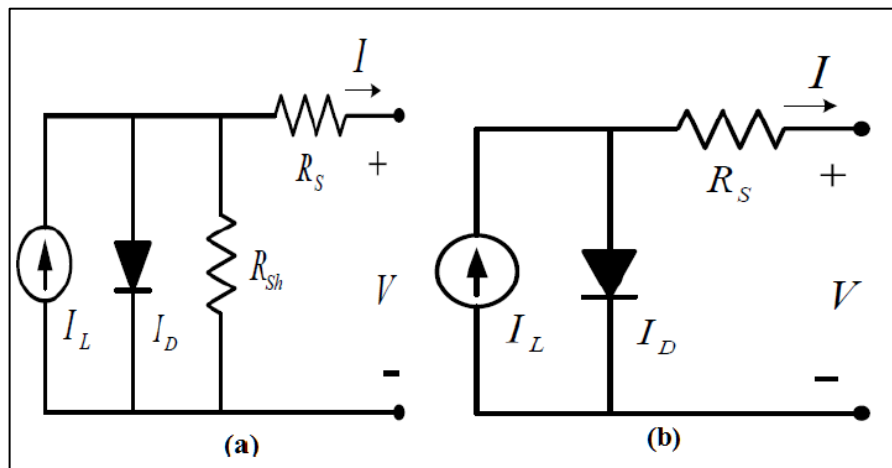 I
R_S
+
I_L
I_D
R_Sh
V
-
(a)
I
R_S
+
I_L
I_D
V
-
(b)